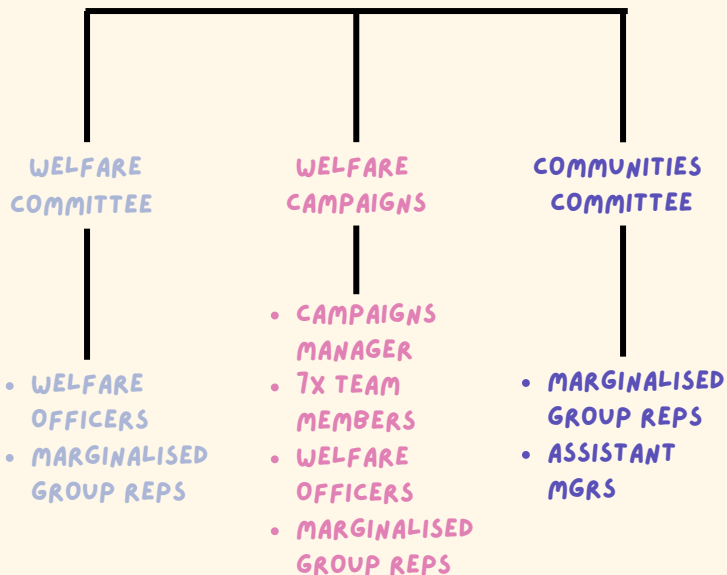 WELFARE
COMMITTEE
WELFARE
CAMPAIGNS
COMMUNITIES
COMMITTEE
• WELFARE
OFFICERS
• MARGINALISED
GROUP REPS
• CAMPAIGNS
MANAGER
• 7X TEAM
MEMBERS
• WELFARE
OFFICERS
• MARGINALISED
GROUP REPS
• MARGINALISED
GROUP REPS
• ASSISTANT
MGRS